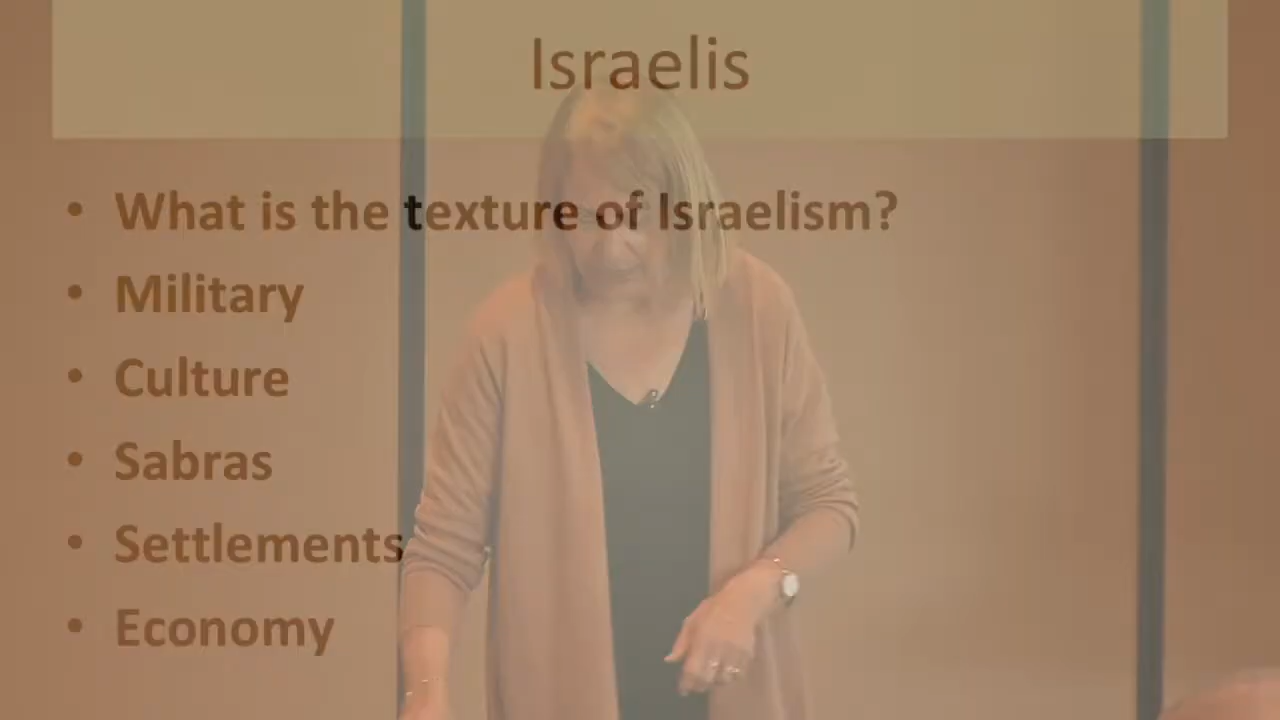 Israelis
• What is the texture of Israelism?
• Military
• Culture
• Sabras
• Settlements
• Economy